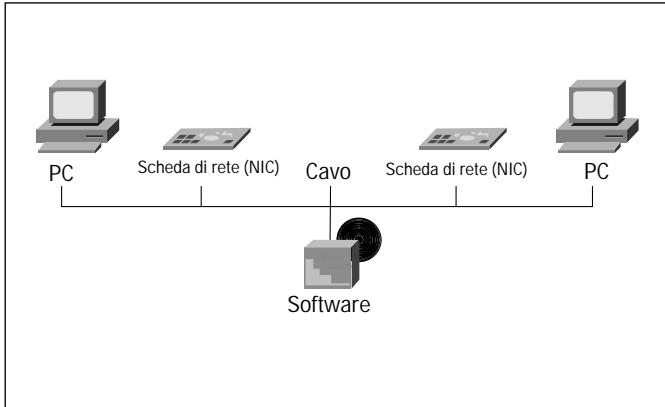 PC
Scheda di rete (NIC)
Cavo
Scheda di rete (NIC)
PC
Software